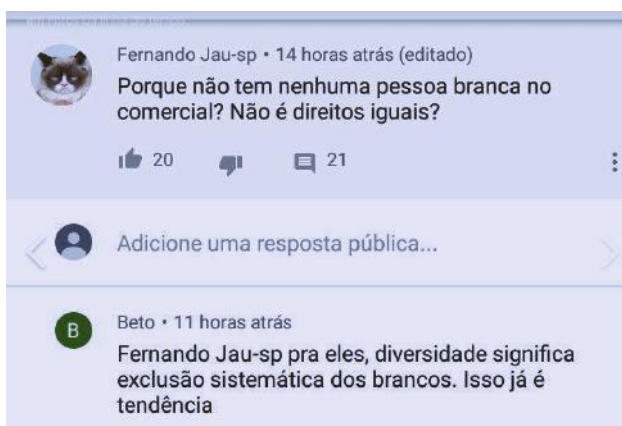 Fernando Jau-sp • 14 horas atrás (editado)
Porque não tem nenhuma pessoa branca no
comercial? Não é direitos iguais?
20 21
Adicione uma resposta pública...
B
Beto • 11 horas atrás
Fernando Jau-sp pra eles, diversidade significa
exclusão sistemática dos brancos. Isso já é
tendência